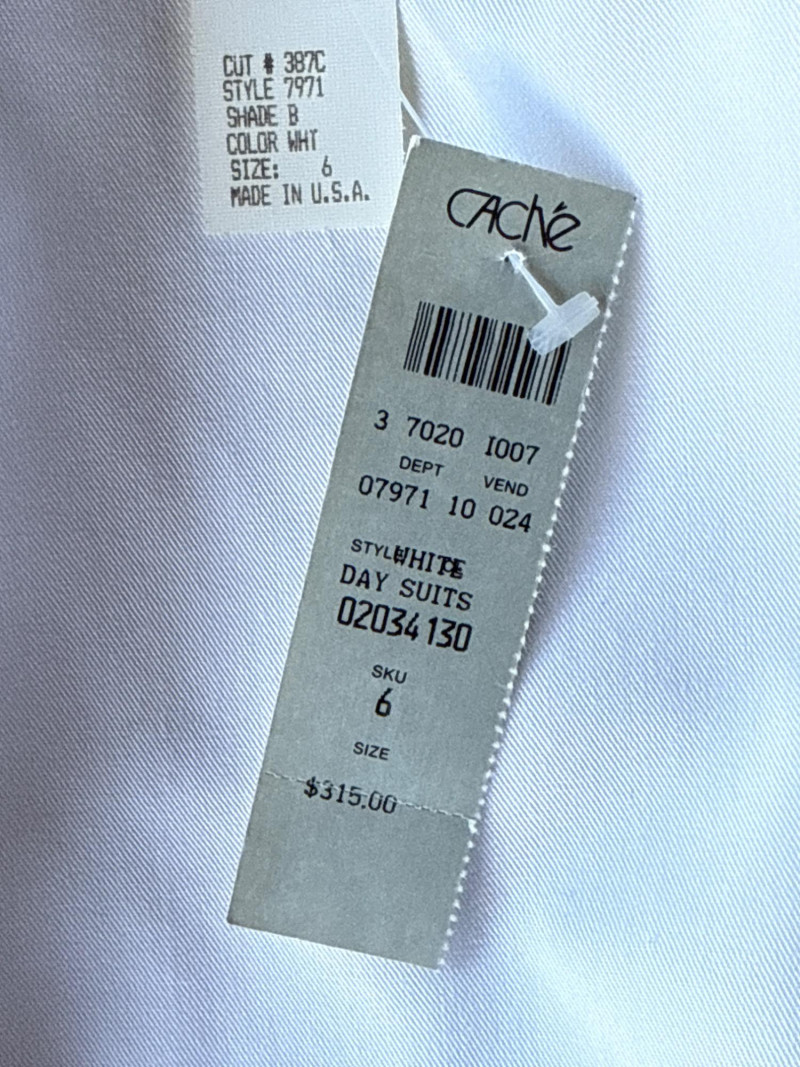 CUT # 387C
STYLE 7971
SHADE B
COLOR WHT
SIZE: 6
MADE IN U.S.A.
Caché
3 7020 I007
DEPT VEND
07971 10 024
STYLE WHITE
DAY SUITS
02034130
SKU
6
SIZE
$315.00